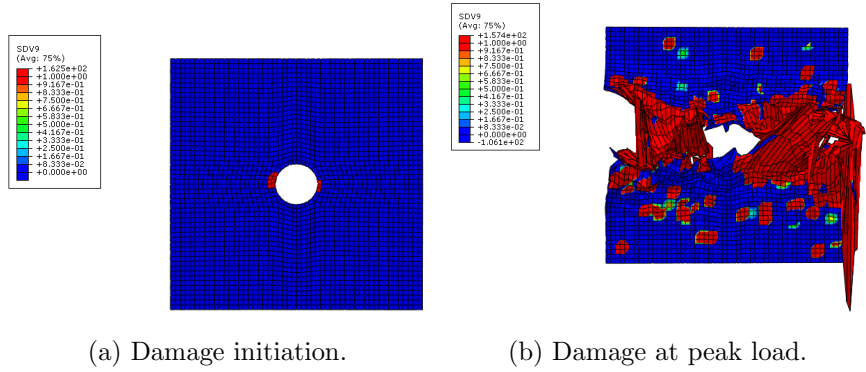 SDV9
(Avg: 75%)
+1.625e+02
+1.000e+00
+9.167e-01
+8.333e-01
+7.500e-01
+6.667e-01
+5.833e-01
+5.000e-01
+4.167e-01
+3.333e-01
+2.500e-01
+1.667e-01
+8.333e-02
+0.000e+00
(a) Damage initiation.
SDV9
(Avg: 75%)
+1.574e+02
+1.000e+00
+9.167e-01
+8.333e-01
+7.500e-01
+6.667e-01
+5.833e-01
+5.000e-01
+4.167e-01
+3.333e-01
+2.500e-01
+1.667e-01
+8.333e-02
+0.000e+00
-1.061e+02
(b) Damage at peak load.